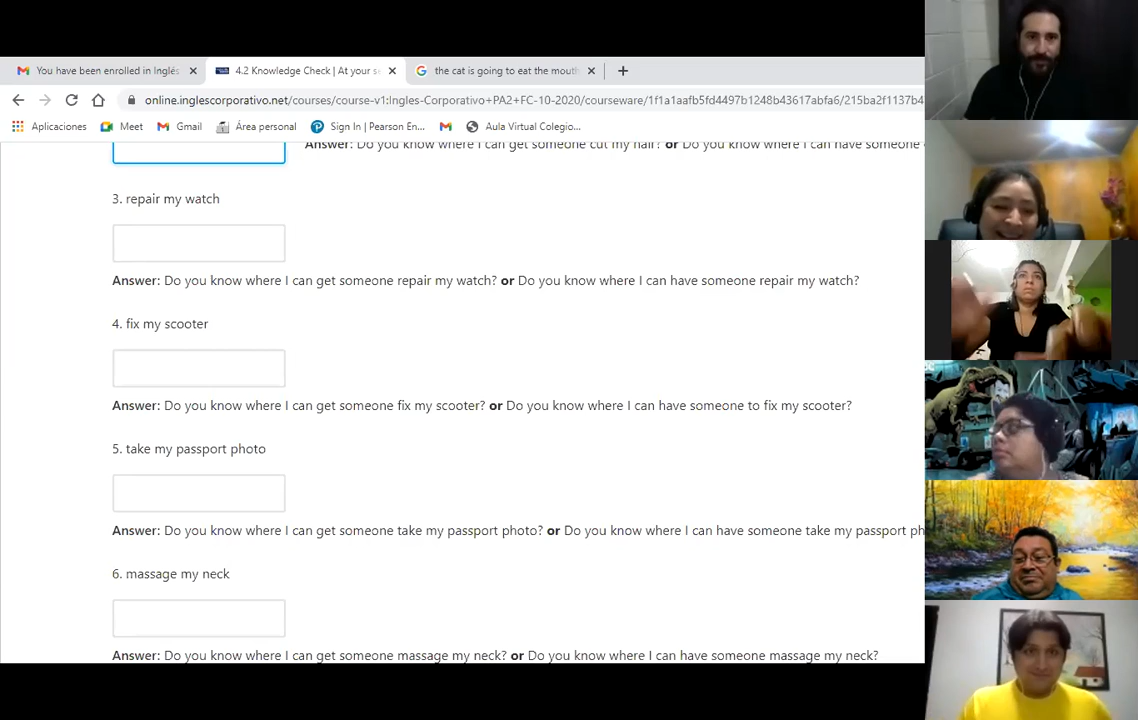 You have been enrolled in Inglés
4.2 Knowledge Check | At your se
the cat is going to eat the mouth
online.inglescorporativo.net/courses/course-v1:Ingles-Corporativo+PA2+FC-10-2020/courseware/1f1a1aafb5fd4497b1248b43617abfa6/215ba2f1137b4
Aplicaciones Meet Gmail Área personal Sign In | Pearson En... Aula Virtual Colegio...
Answer: Do you know where I can get someone cut my hair? or Do you know where I can have someone
3. repair my watch
Answer: Do you know where I can get someone repair my watch? or Do you know where I can have someone repair my watch?
4. fix my scooter
Answer: Do you know where I can get someone fix my scooter? or Do you know where I can have someone to fix my scooter?
5. take my passport photo
Answer: Do you know where I can get someone take my passport photo? or Do you know where I can have someone take my passport ph
6. massage my neck
Answer: Do you know where I can get someone massage my neck? or Do you know where I can have someone massage my neck?